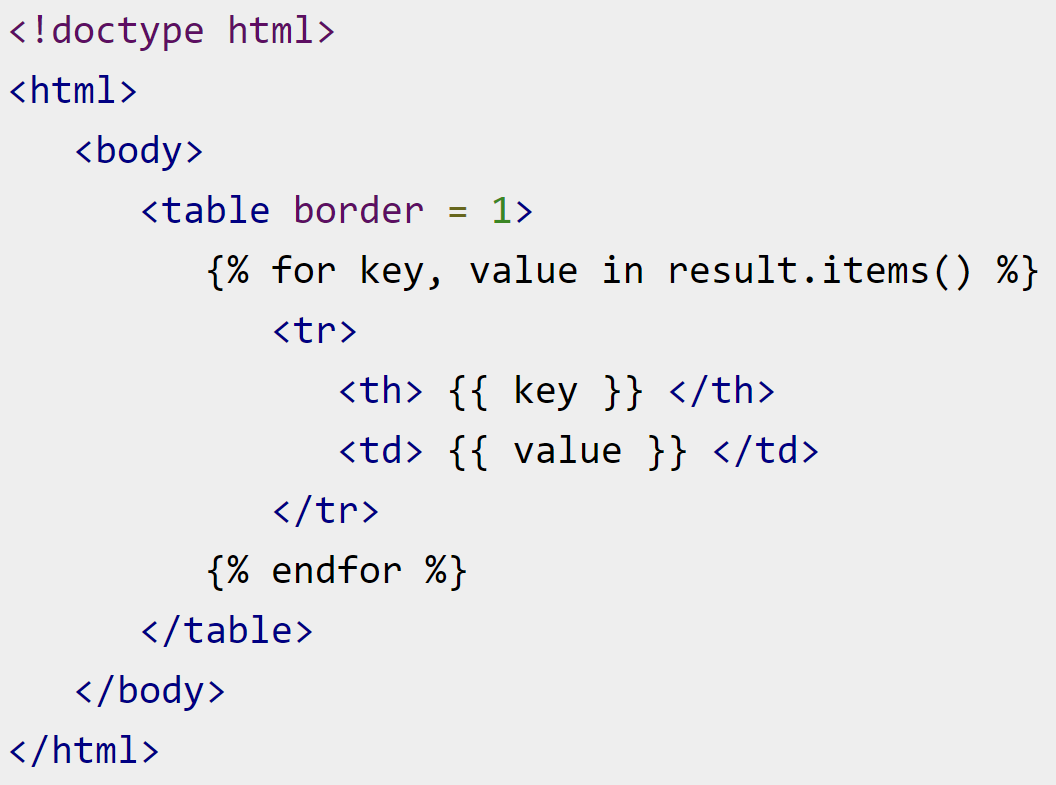 <!doctype html>
<html>
   <body>
      <table border = 1>
         {% for key, value in result.items() %}
            <tr>
               <th> {{ key }} </th>
               <td> {{ value }} </td>
            </tr>
         {% endfor %}
      </table>
   </body>
</html>